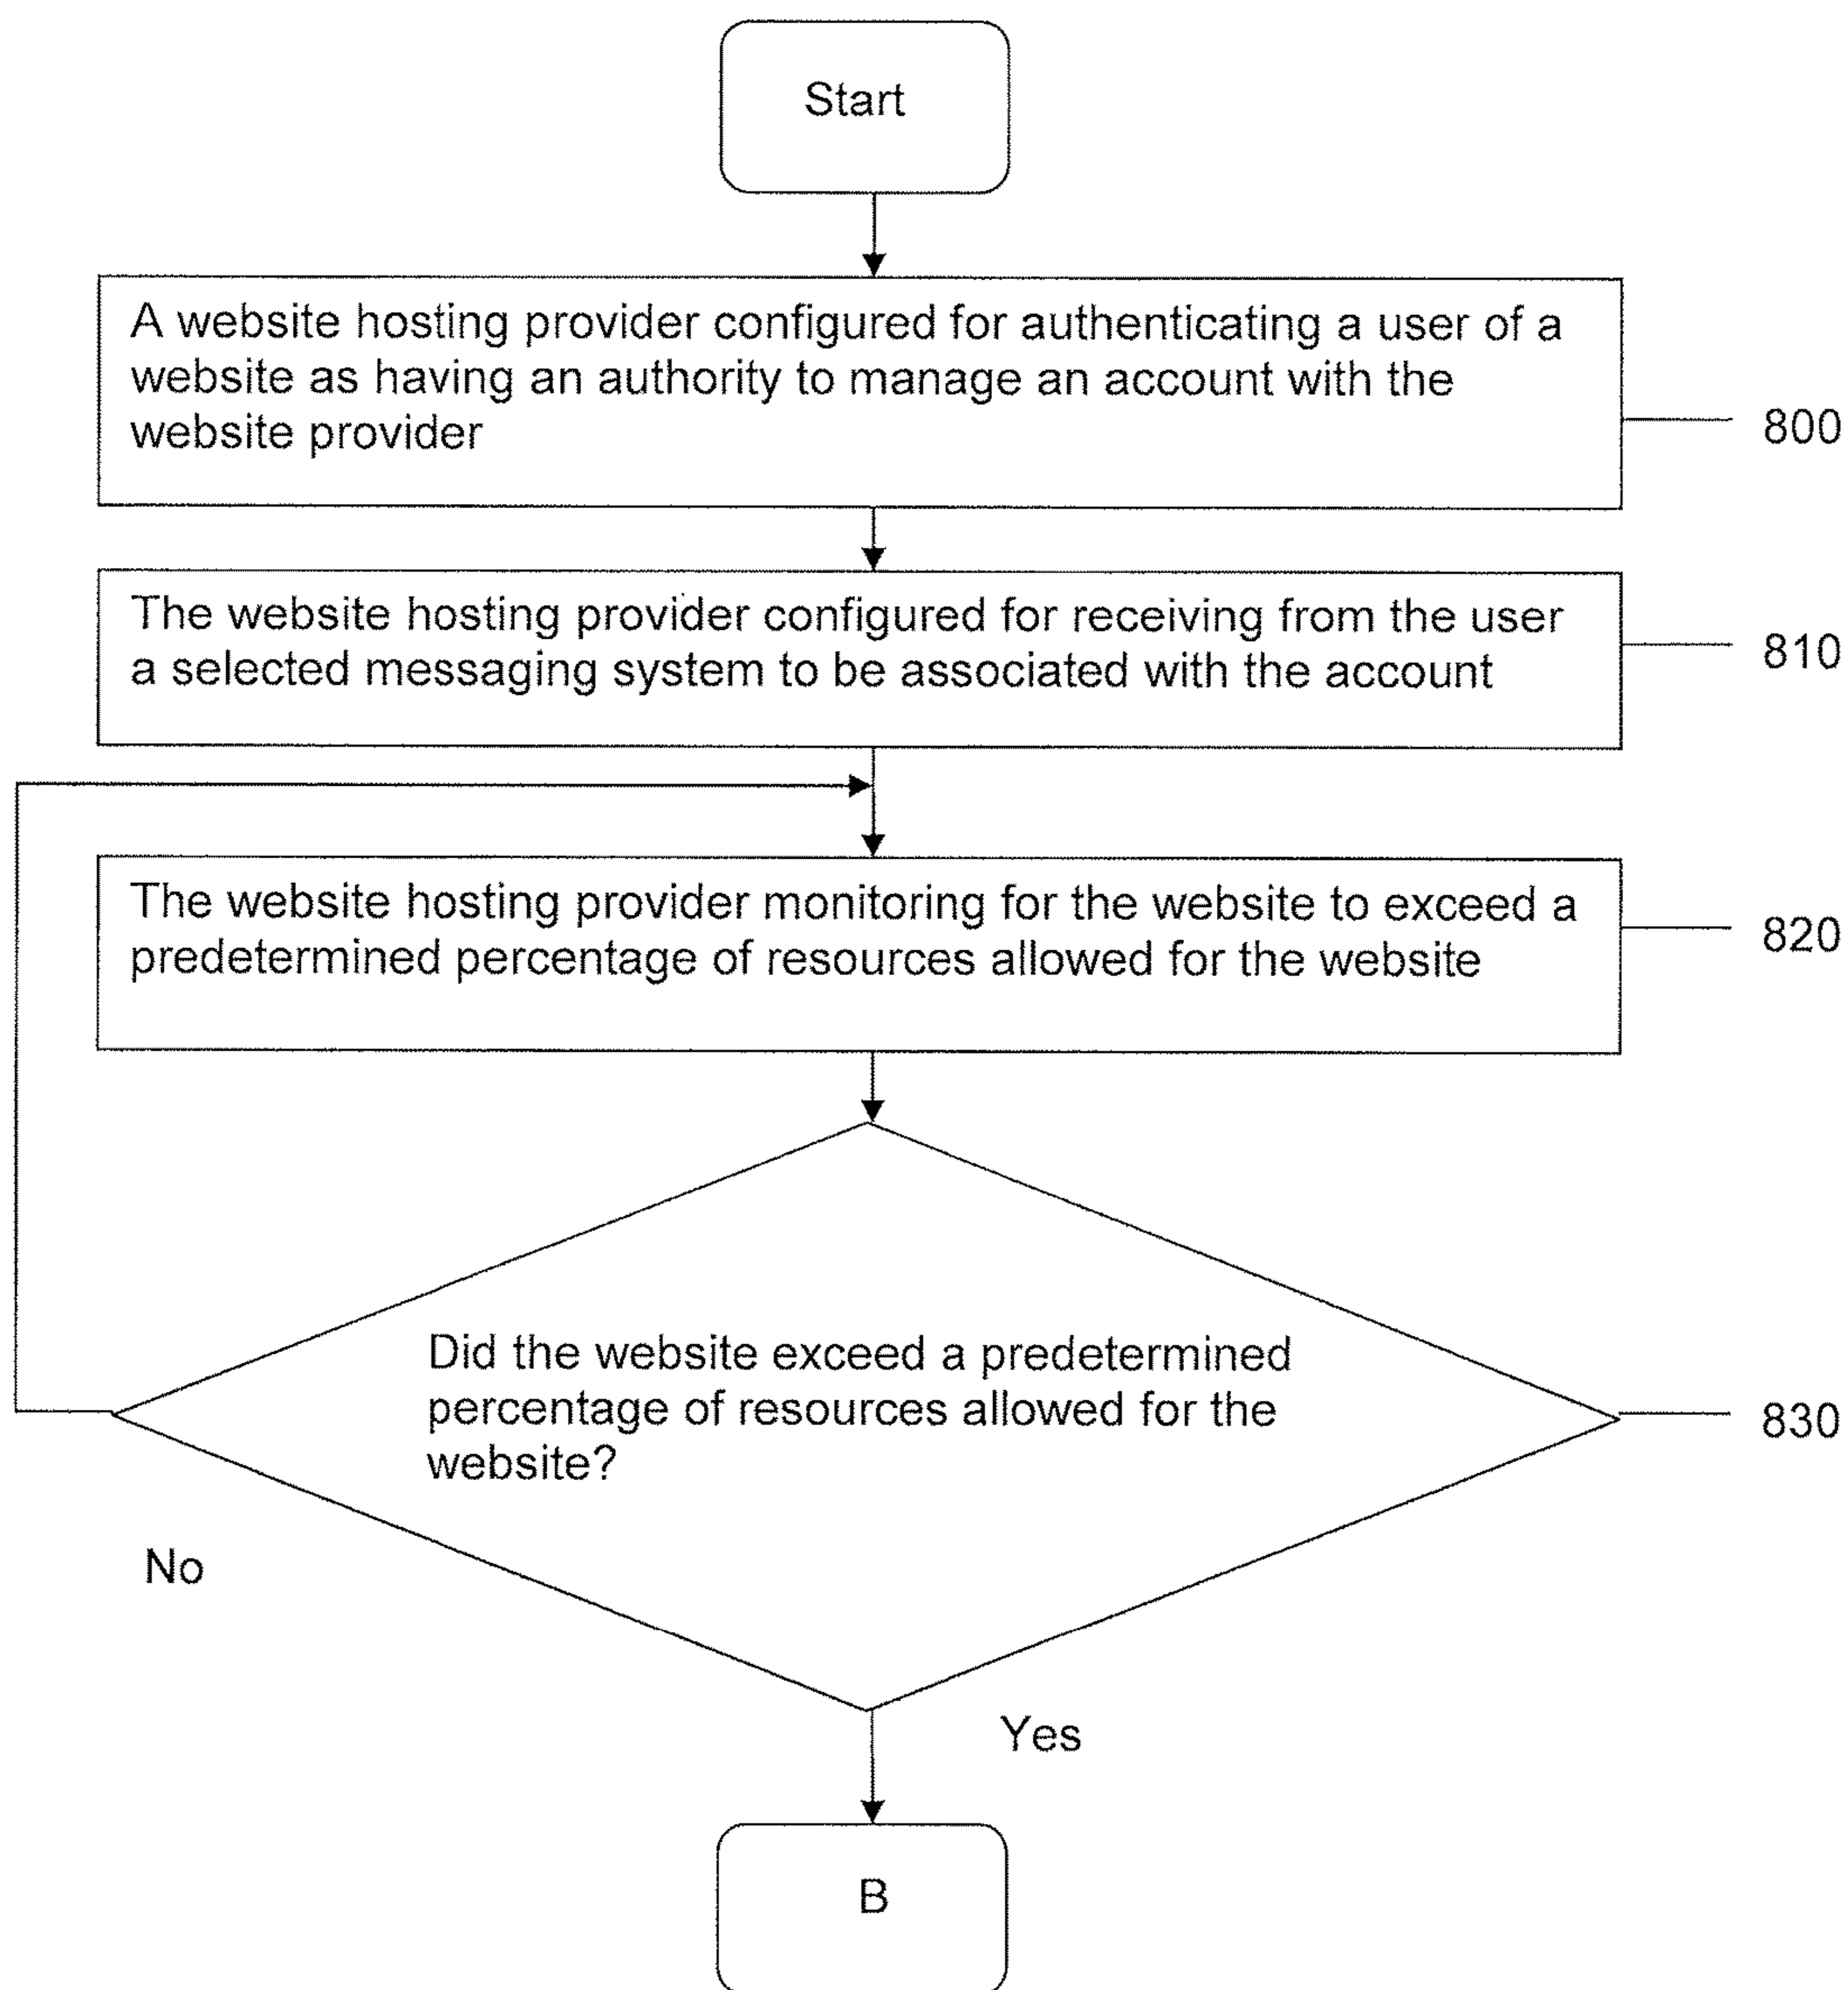 Start
A website hosting provider configured for authenticating a user of a
website as having an authority to manage an account with the
website provider
800
The website hosting provider configured for receiving from the user
a selected messaging system to be associated with the account
810
The website hosting provider monitoring for the website to exceed a
predetermined percentage of resources allowed for the website
820
Did the website exceed a predetermined
percentage of resources allowed for the
website?
830
No
Yes
B